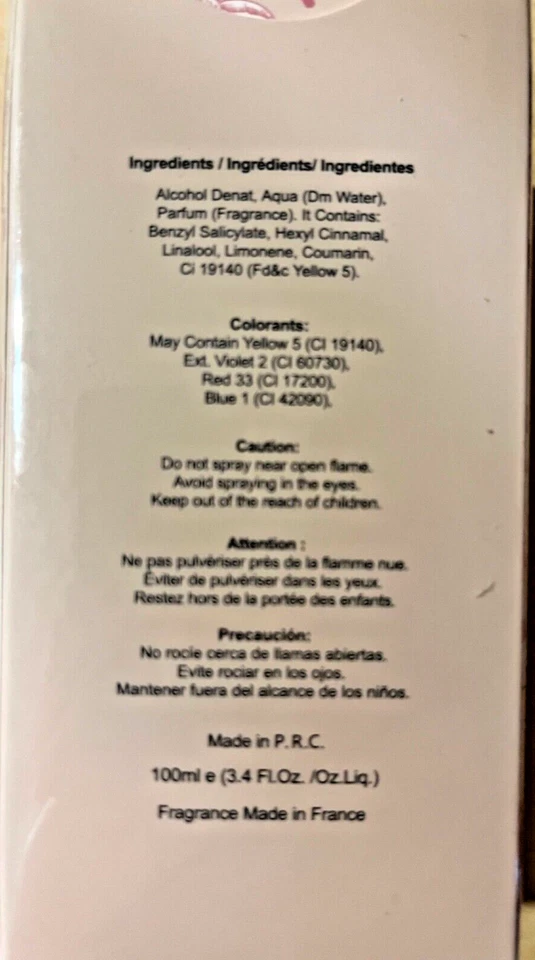 Ingredients / Ingrédients/ Ingredientes
Alcohol Denat, Aqua (Dm Water),
Parfum (Fragrance). It Contains:
Benzyl Salicylate, Hexyl Cinnamal,
Linalool, Limonene, Coumarin,
Ci 19140 (Fd&c Yellow 5).
Colorants:
May Contain Yellow 5 (CI 19140),
Ext. Violet 2 (CI 60730),
Red 33 (CI 17200),
Blue 1 (CI 42090),
Caution:
Do not spray near open flame.
Avoid spraying in the eyes.
Keep out of the reach of children.
Attention :
Ne pas pulvériser près de la flamme nue.
Éviter de pulvériser dans les yeux.
Restez hors de la portée des enfants.
Precaución:
No rocíe cerca de llamas abiertas.
Evite rociar en los ojos.
Mantener fuera del alcance de los niños.
Made in P.R.C.
100ml e (3.4 Fl.Oz. /Oz.Liq.)
Fragrance Made in France